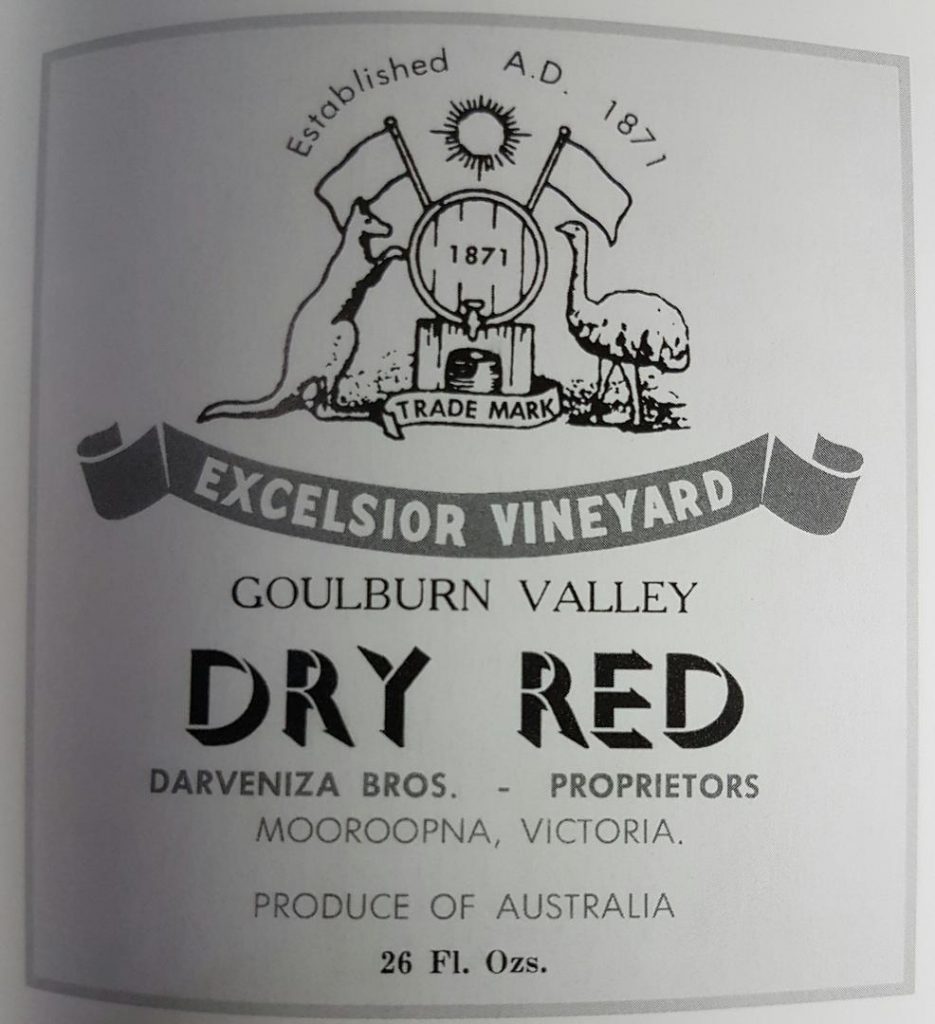 Established A.D. 1871
1871
TRADE MARK
EXCELSIOR VINEYARD
GOULBURN VALLEY
DRY RED
DARVENIZA BROS. - PROPRIETORS
MOOROOPNA, VICTORIA.
PRODUCE OF AUSTRALIA
26 Fl. Ozs.